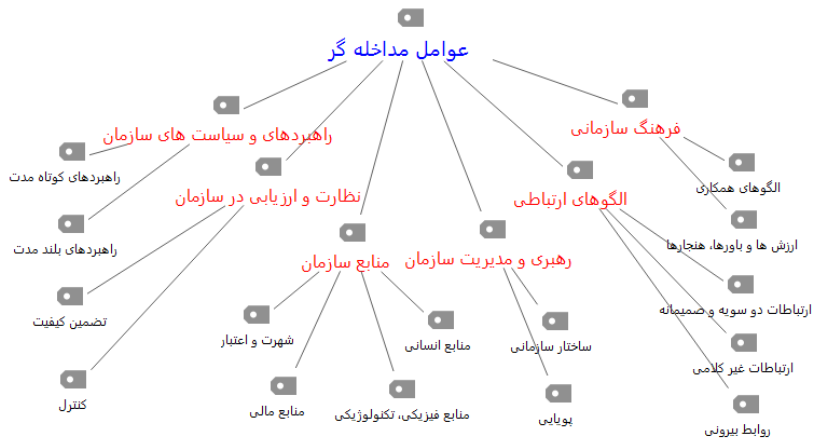 عوامل مداخله گر
فرهنگ سازمانی
الگوهای همکاری
ارزش ها و باورها، هنجارها
الگوهای ارتباطی
ارتباطات دو سویه و صمیمانه
ارتباطات غیر کلامی
روابط بیرونی
رهبری و مدیریت سازمان
ساختار سازمانی
پویایی
منابع سازمان
منابع انسانی
منابع فیزیکی، تکنولوژیکی
منابع مالی
شهرت و اعتبار
نظارت و ارزیابی در سازمان
تضمین کیفیت
کنترل
راهبردهای و سیاست های سازمان
راهبردهای کوتاه مدت
راهبردهای بلند مدت